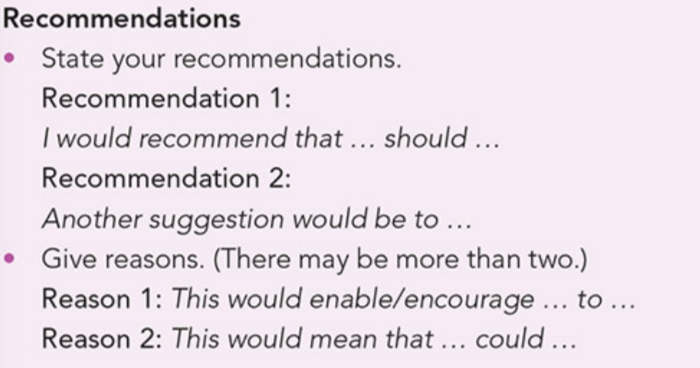 Recommendations
• State your recommendations.
Recommendation 1:
I would recommend that … should …
Recommendation 2:
Another suggestion would be to …
• Give reasons. (There may be more than two.)
Reason 1: This would enable/encourage … to …
Reason 2: This would mean that … could …